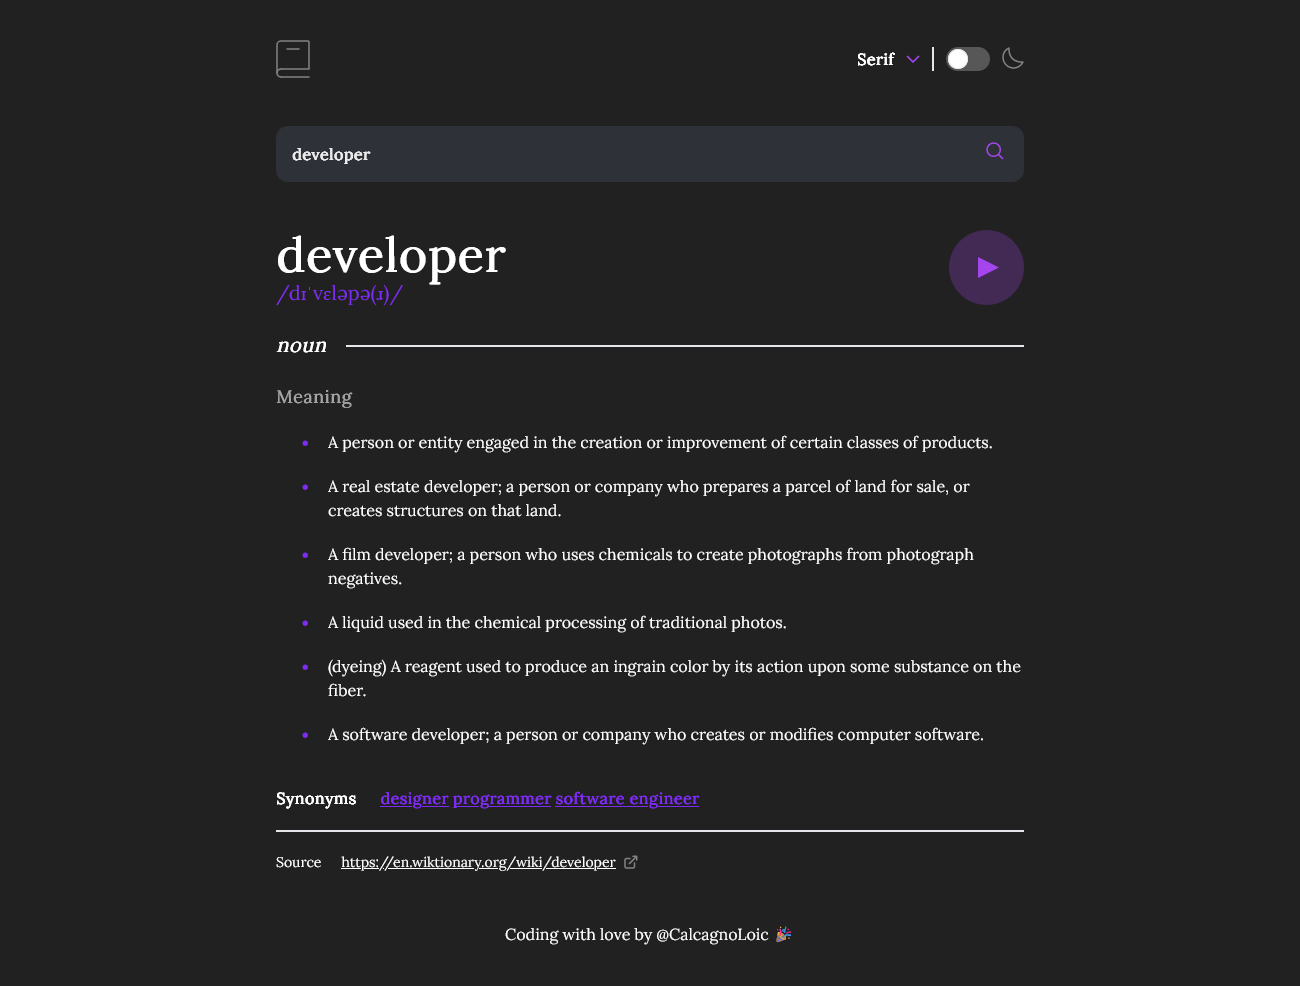 Serif
developer
developer
/dɪˈvɛləpə(ɹ)/
noun
Meaning
• A person or entity engaged in the creation or improvement of certain classes of products.
• A real estate developer; a person or company who prepares a parcel of land for sale, or
creates structures on that land.
• A film developer; a person who uses chemicals to create photographs from photograph
negatives.
• A liquid used in the chemical processing of traditional photos.
• (dyeing) A reagent used to produce an ingrain color by its action upon some substance on the
fiber.
• A software developer; a person or company who creates or modifies computer software.
Synonyms designer programmer software engineer
Source https://en.wiktionary.org/wiki/developer
Coding with love by @CalcagnoLoic 🎉